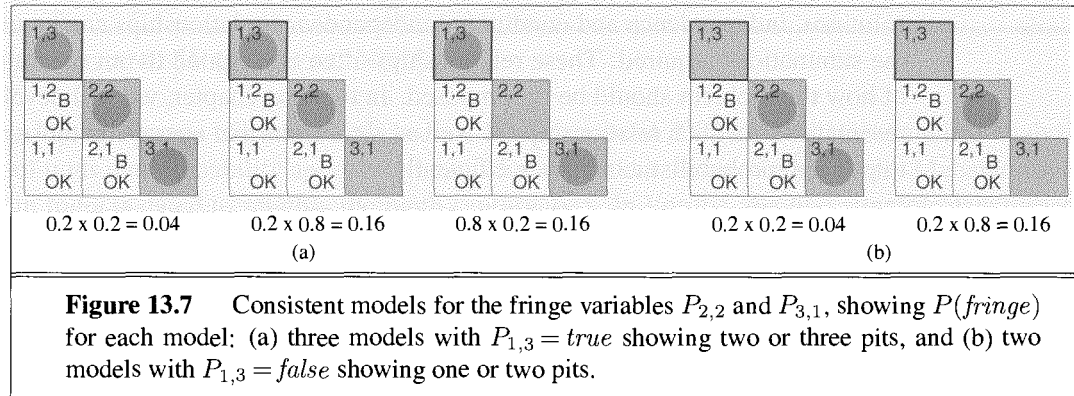 1,3 1,3 1,3 1,3 1,3
1,2 B 2,2 1,2 B 2,2 1,2 B 2,2 1,2 B 2,2 1,2 B 2,2
OK OK OK OK OK
1,1 2,1 B 3,1 1,1 2,1 B 3,1 1,1 2,1 B 3,1 1,1 2,1 B 3,1 1,1 2,1 B 3,1
OK OK OK OK OK OK OK OK OK OK
0.2 x 0.2 = 0.04 0.2 x 0.8 = 0.16 0.8 x 0.2 = 0.16 0.2 x 0.2 = 0.04 0.2 x 0.8 = 0.16
(a) (b)
Figure 13.7 Consistent models for the fringe variables P2,2 and P3,1, showing P(fringe)
for each model: (a) three models with P1,3 = true showing two or three pits, and (b) two
models with P1,3 = false showing one or two pits.